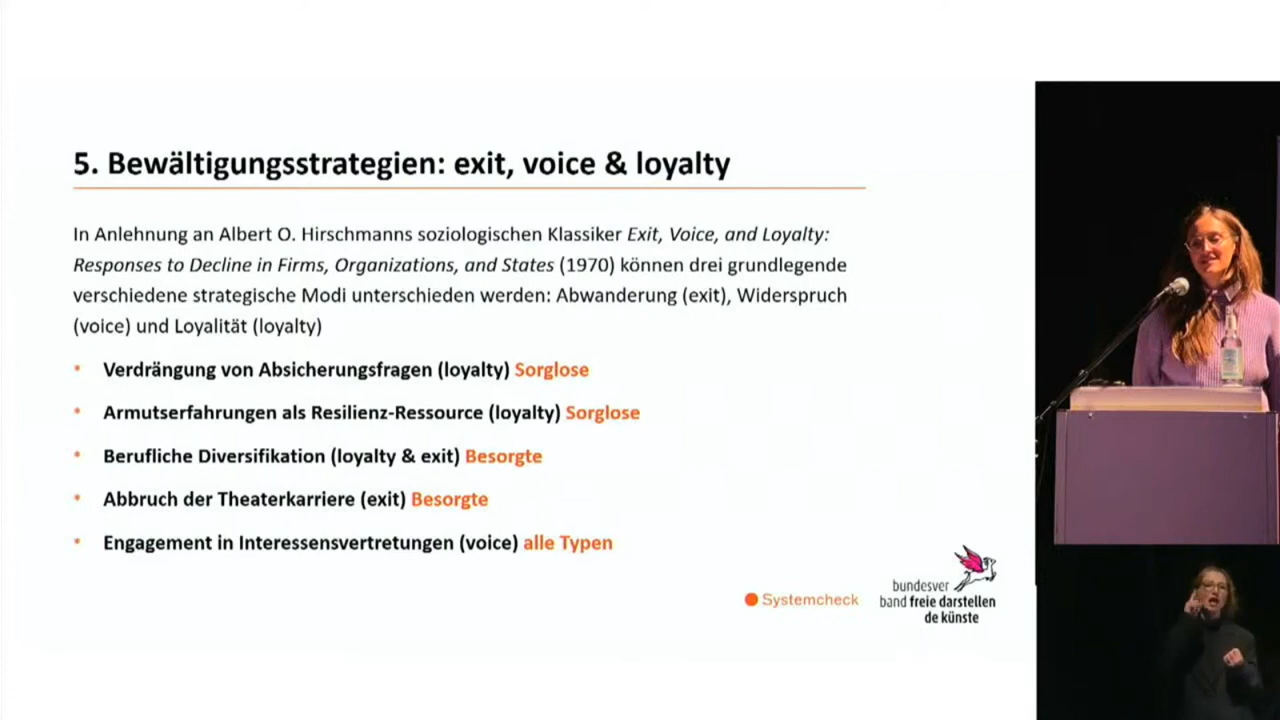 5. Bewältigungsstrategien: exit, voice & loyalty
In Anlehnung an Albert O. Hirschmanns soziologischen Klassiker Exit, Voice, and Loyalty:
Responses to Decline in Firms, Organizations, and States (1970) können drei grundlegende
verschiedene strategische Modi unterschieden werden: Abwanderung (exit), Widerspruch
(voice) und Loyalität (loyalty)
• Verdrängung von Absicherungsfragen (loyalty) Sorglose
• Armutserfahrungen als Resilienz-Ressource (loyalty) Sorglose
• Berufliche Diversifikation (loyalty & exit) Besorgte
• Abbruch der Theaterkarriere (exit) Besorgte
• Engagement in Interessensvertretungen (voice) alle Typen
Systemcheck
bundesver
band freie darstellen
de künste